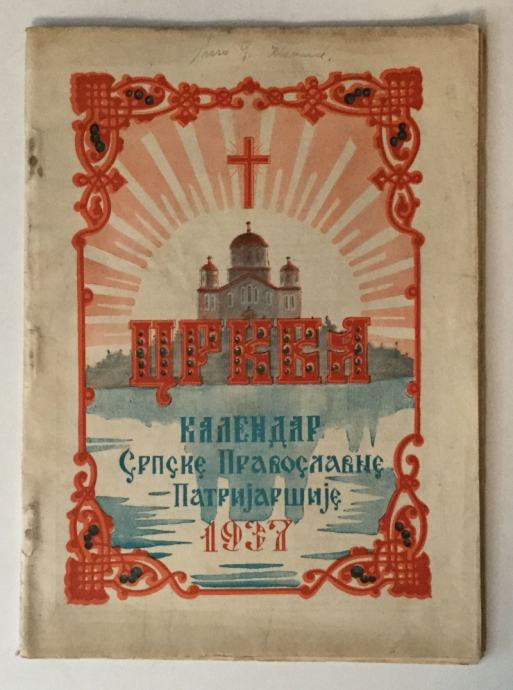 ЦРКВА
КАЛЕНДАР
СРПСКЕ ПРАВОСЛАВНЕ
ПАТРИЈАРШИЈЕ
1937